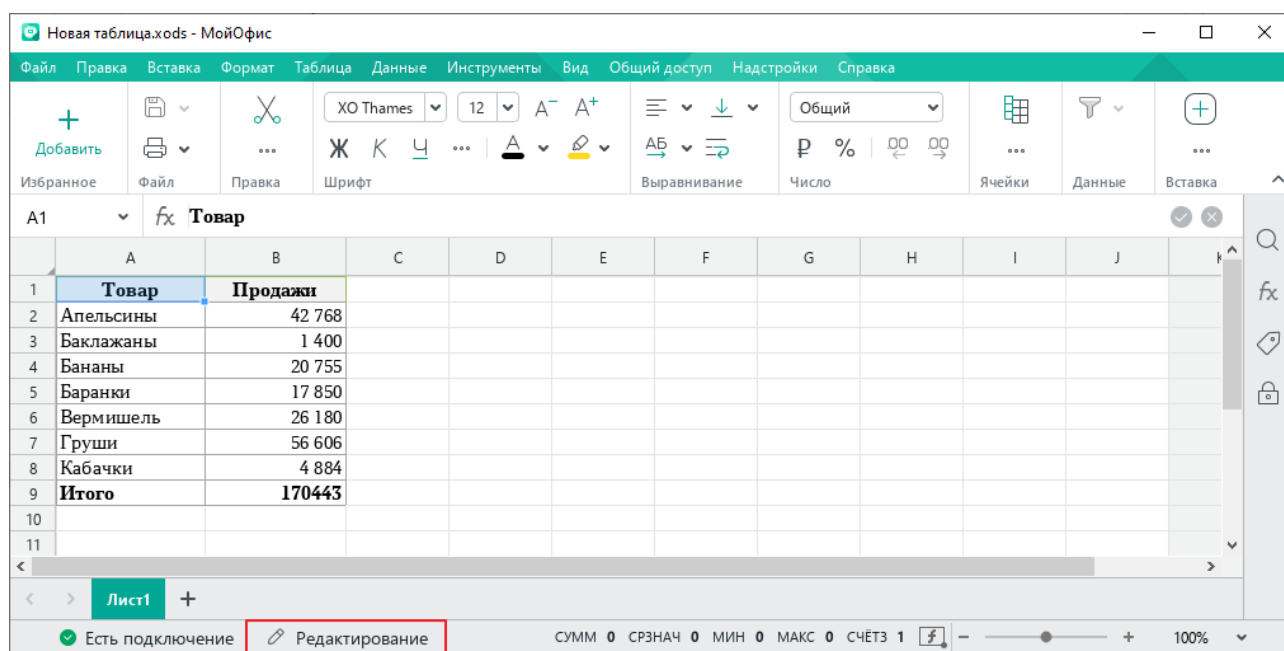 Новая таблица.xods - МойОфис
Файл Правка Вставка Формат Таблица Данные Инструменты Вид Общий доступ Надстройки Справка
XO Thames 12 A⁻ A⁺ Общий
Добавить Ж К Ч А АБ ₽ % ,00 ,00
Избранное Файл Правка Шрифт Выравнивание Число Ячейки Данные Вставка
A1 fx Товар
A B C D E F G H I J K
1 Товар Продажи
2 Апельсины 42 768
3 Баклажаны 1 400
4 Бананы 20 755
5 Баранки 17 850
6 Вермишель 26 180
7 Груши 56 606
8 Кабачки 4 884
9 Итого 170443
10
11
Лист1
Есть подключение Редактирование СУММ 0 СРЗНАЧ 0 МИН 0 МАКС 0 СЧЁТЗ 1 100%